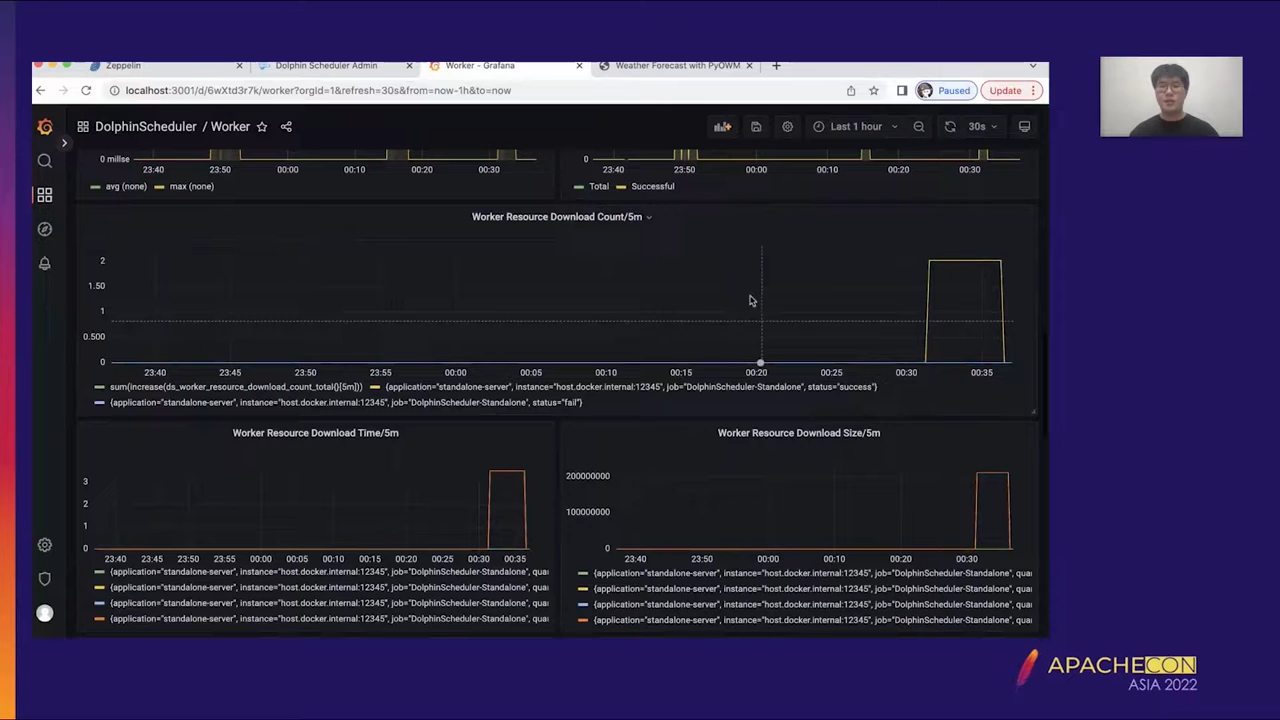 Zeppelin
Dolphin Scheduler Admin
Worker - Grafana
Weather Forecast with PyOWM
localhost:3001/d/6wXtd3r7k/worker?orgId=1&refresh=30s&from=now-1h&to=now
Paused
Update
DolphinScheduler / Worker
Last 1 hour
30s
0 millse
23:40 23:50 00:00 00:10 00:20 00:30
avg (none) max (none)
0
23:40 23:50 00:00 00:10 00:20 00:30
Total Successful
Worker Resource Download Count/5m
2
1.50
1
0.500
0
23:40 23:45 23:50 23:55 00:00 00:05 00:10 00:15 00:20 00:25 00:30 00:35
sum(increase(ds_worker_resource_download_count_total{}[5m])) {application="standalone-server", instance="host.docker.internal:12345", job="DolphinScheduler-Standalone", status="success"}
{application="standalone-server", instance="host.docker.internal:12345", job="DolphinScheduler-Standalone", status="fail"}
Worker Resource Download Time/5m
3
2
1
0
23:40 23:45 23:50 23:55 00:00 00:05 00:10 00:15 00:20 00:25 00:30 00:35
{application="standalone-server", instance="host.docker.internal:12345", job="DolphinScheduler-Standalone", qua
{application="standalone-server", instance="host.docker.internal:12345", job="DolphinScheduler-Standalone", qua
{application="standalone-server", instance="host.docker.internal:12345", job="DolphinScheduler-Standalone", qua
{application="standalone-server", instance="host.docker.internal:12345", job="DolphinScheduler-Standalone", qua
Worker Resource Download Size/5m
200000000
100000000
0
23:40 23:50 00:00 00:10 00:20 00:30
{application="standalone-server", instance="host.docker.internal:12345", job="DolphinScheduler-Standalone", qua
{application="standalone-server", instance="host.docker.internal:12345", job="DolphinScheduler-Standalone", qua
{application="standalone-server", instance="host.docker.internal:12345", job="DolphinScheduler-Standalone", qua
{application="standalone-server", instance="host.docker.internal:12345", job="DolphinScheduler-Standalone", qua
APACHECON
ASIA 2022